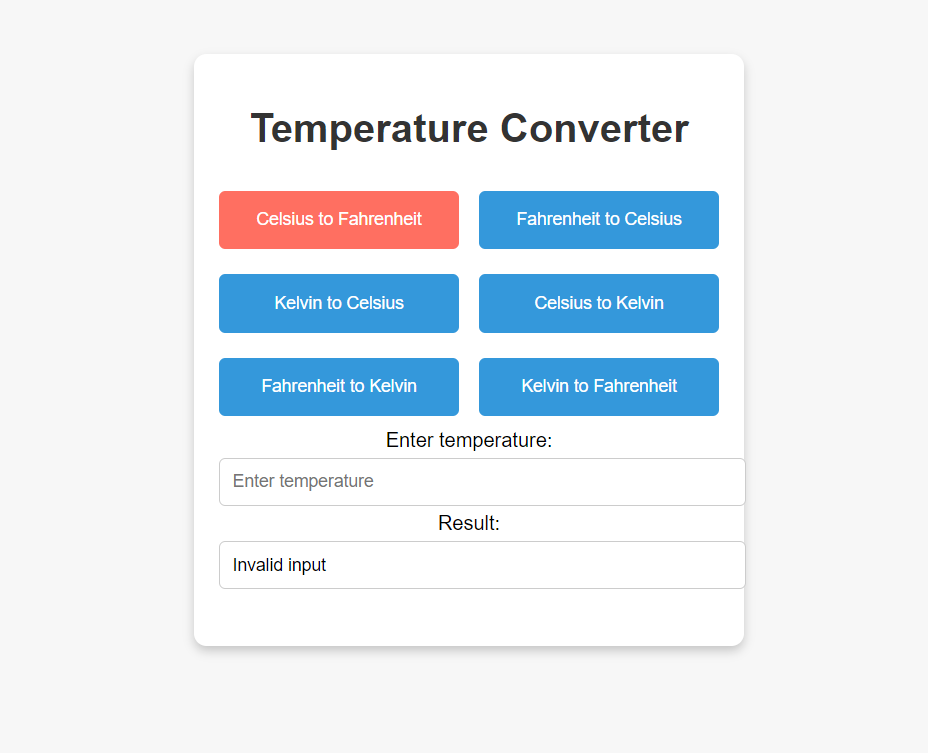 Temperature Converter
Celsius to Fahrenheit
Fahrenheit to Celsius
Kelvin to Celsius
Celsius to Kelvin
Fahrenheit to Kelvin
Kelvin to Fahrenheit
Enter temperature:
Enter temperature
Result:
Invalid input